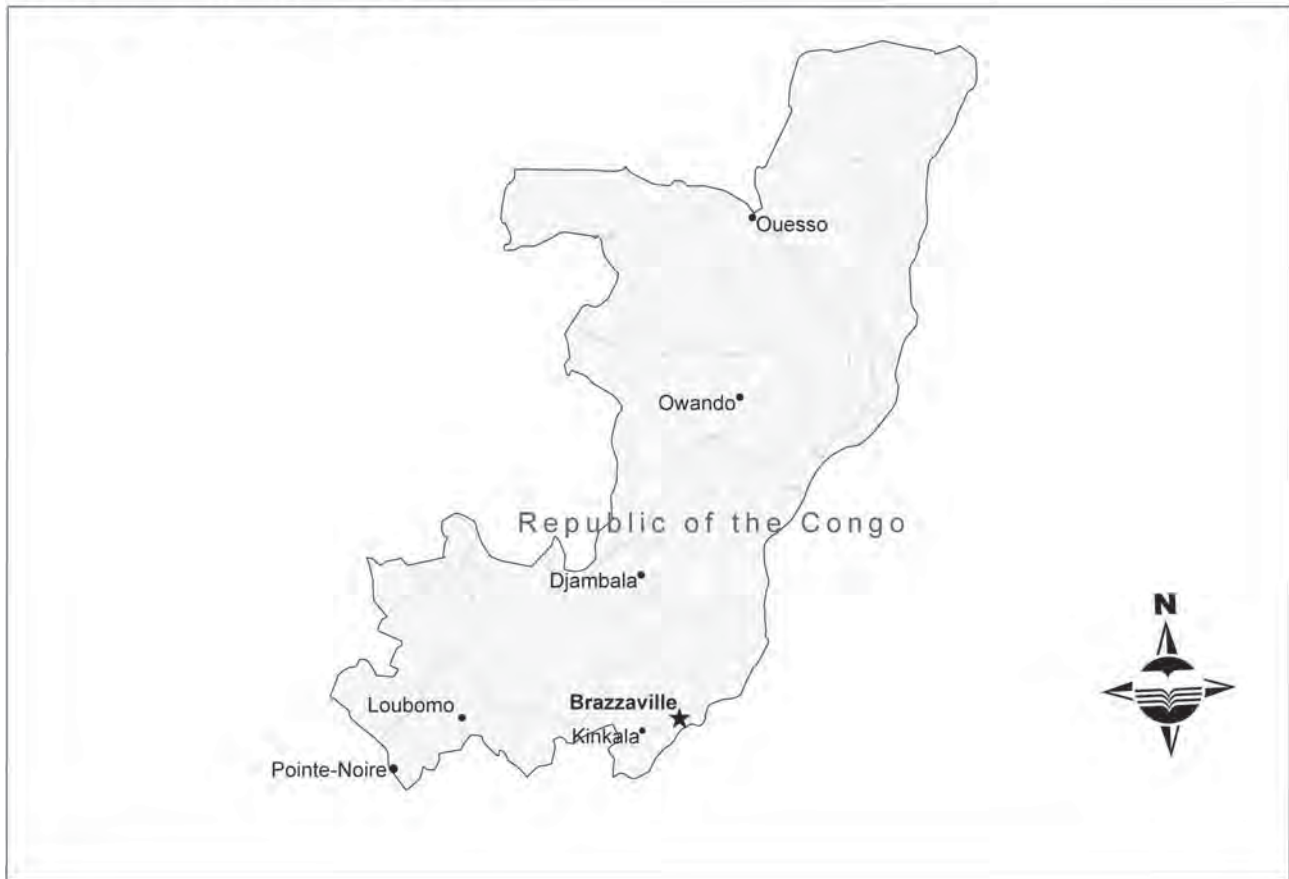 N
Ouesso
Owando
Republic of the Congo
Djambala
Loubomo
Brazzaville
Kinkala
Pointe-Noire